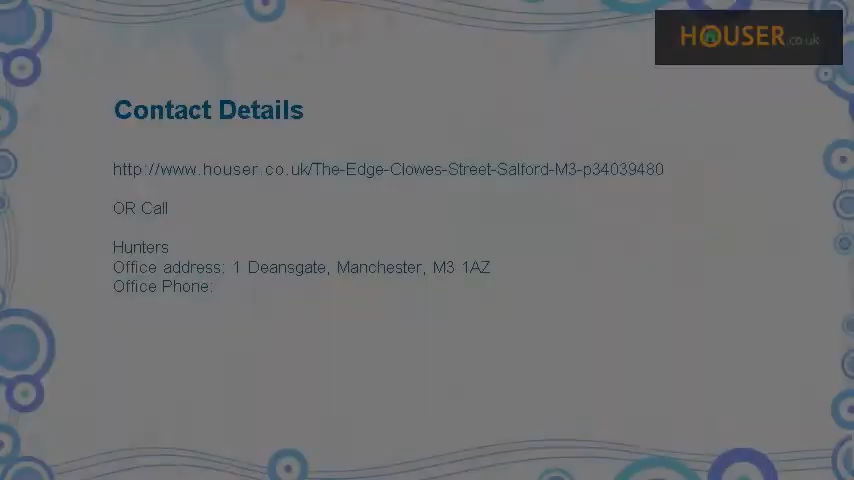 HOUSER.co.uk
Contact Details
http://www.houser.co.uk/The-Edge-Clowes-Street-Salford-M3-p34039480
OR Call
Hunters
Office address: 1 Deansgate, Manchester, M3 1AZ
Office Phone: